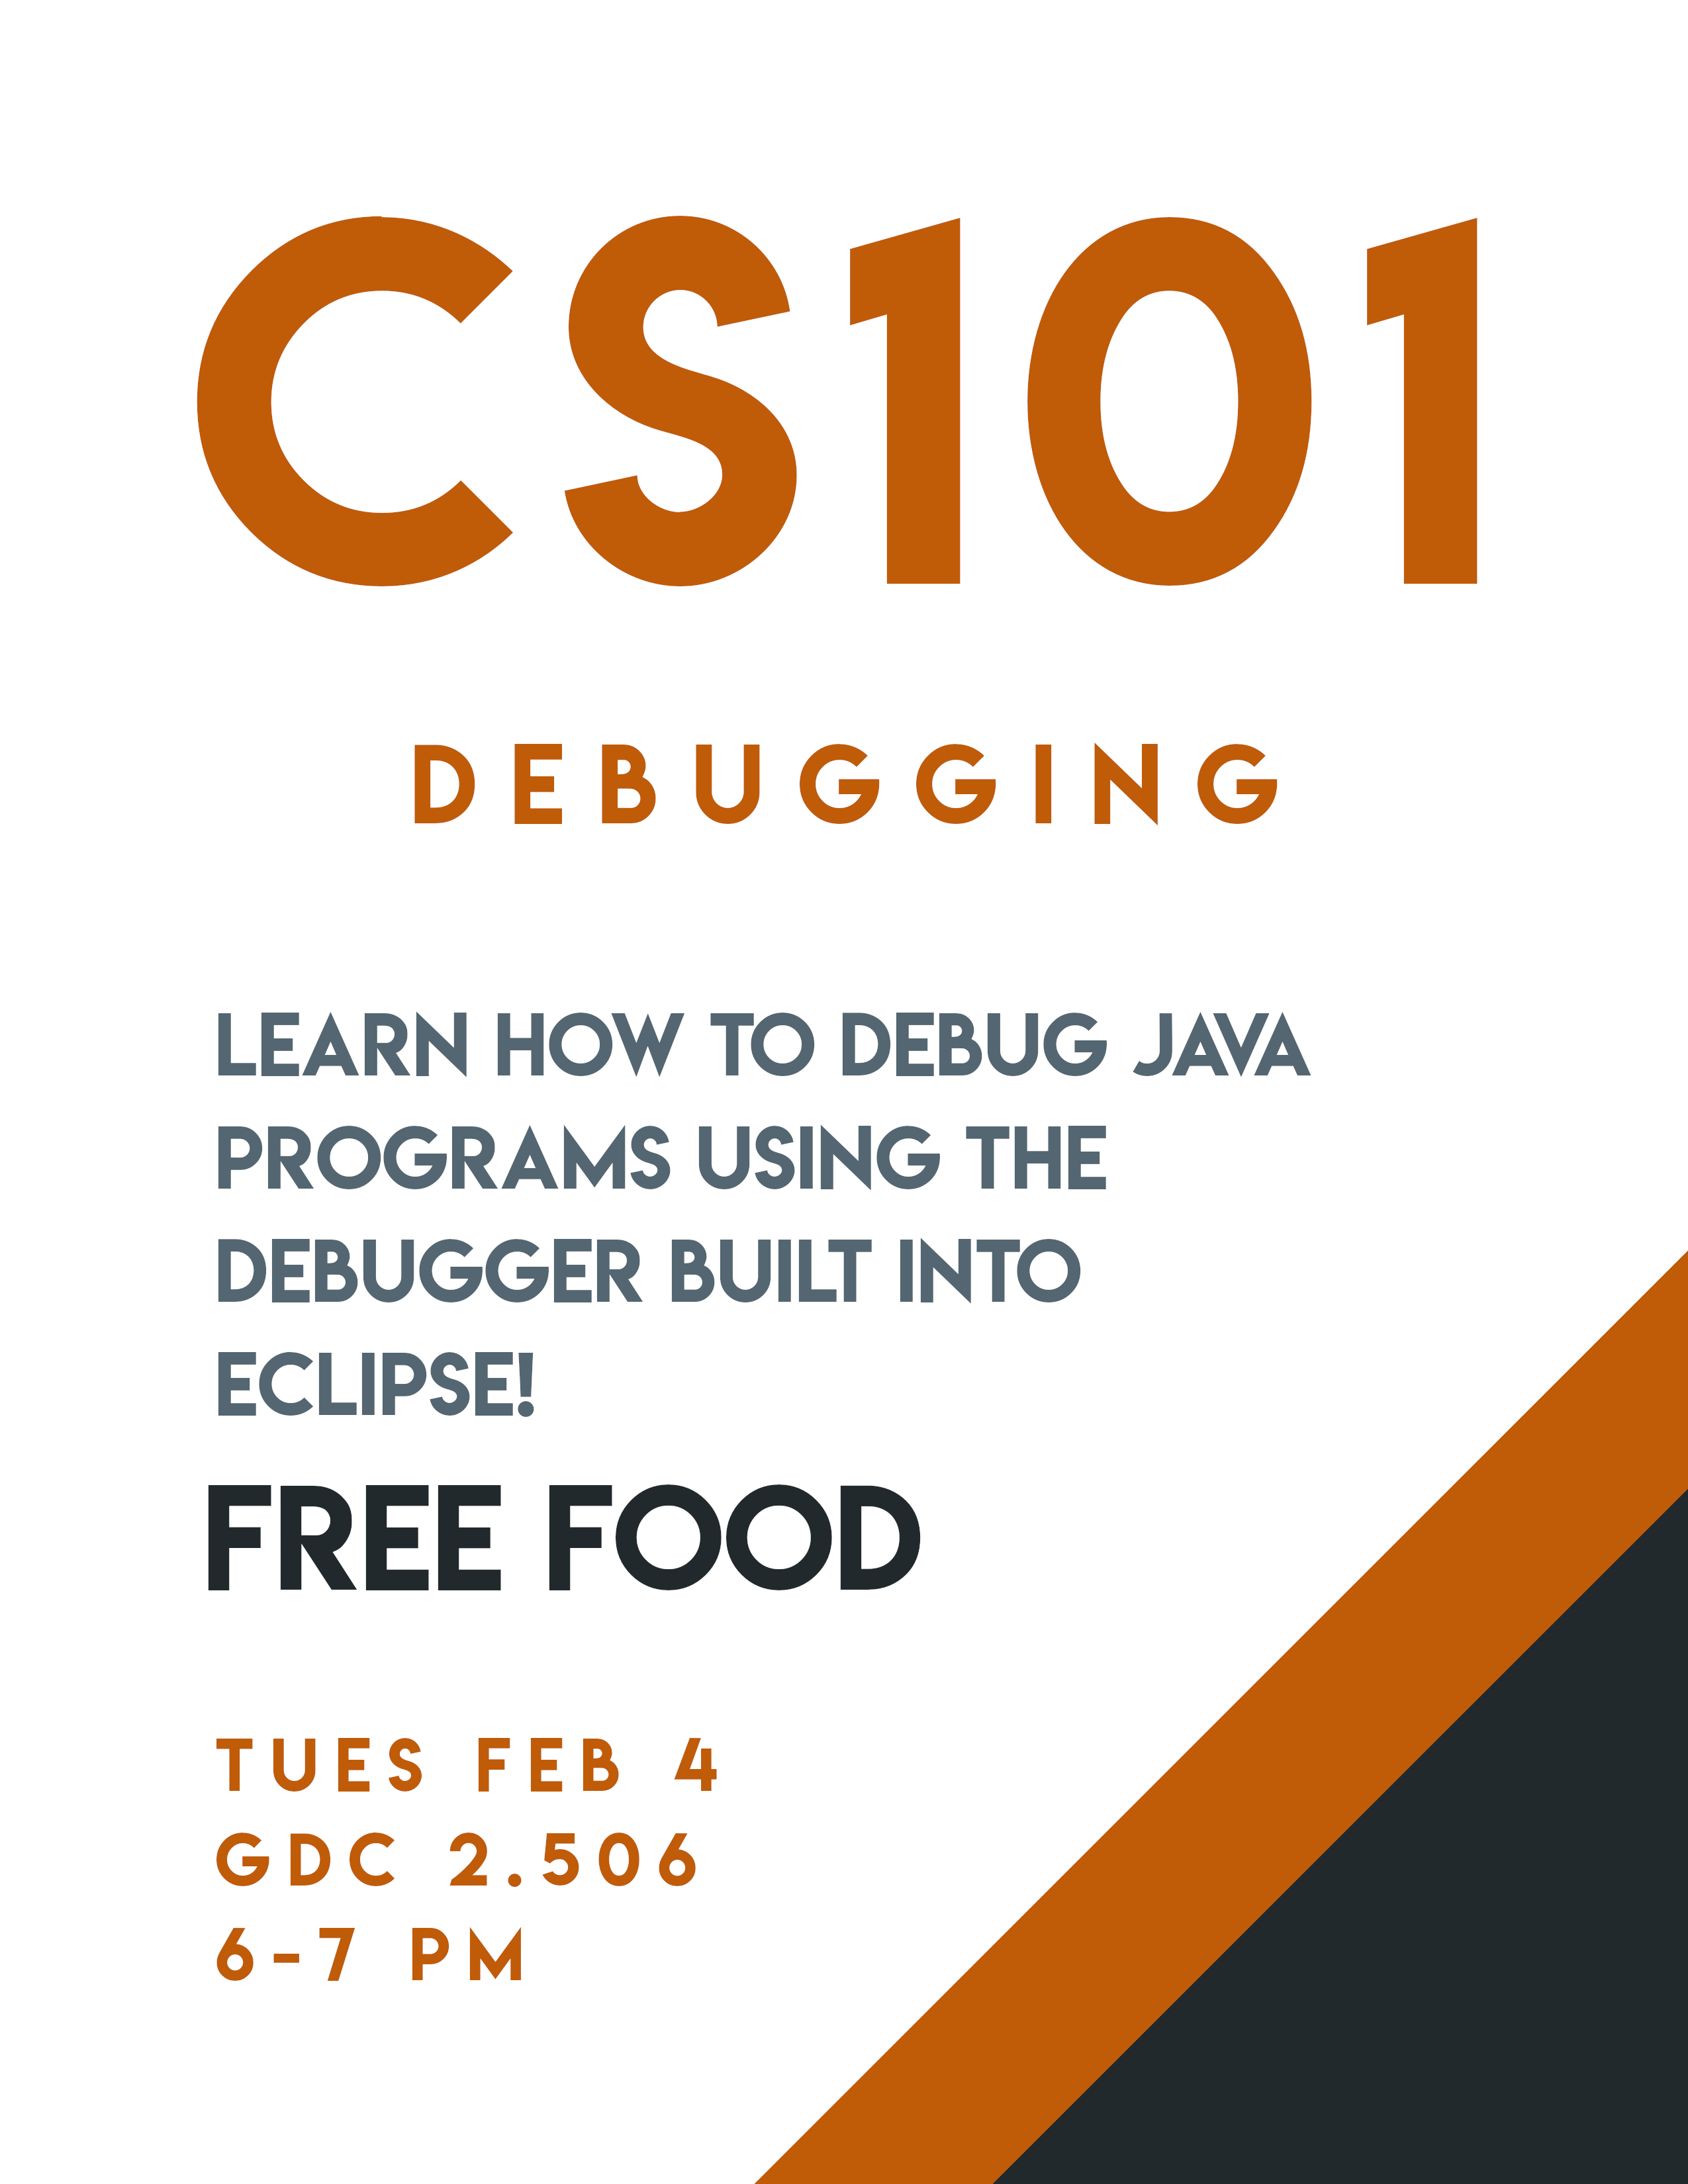 CS101
DEBUGGING
LEARN HOW TO DEBUG JAVA
PROGRAMS USING THE
DEBUGGER BUILT INTO
ECLIPSE!
FREE FOOD
TUES FEB 4
GDC 2.506
6-7 PM